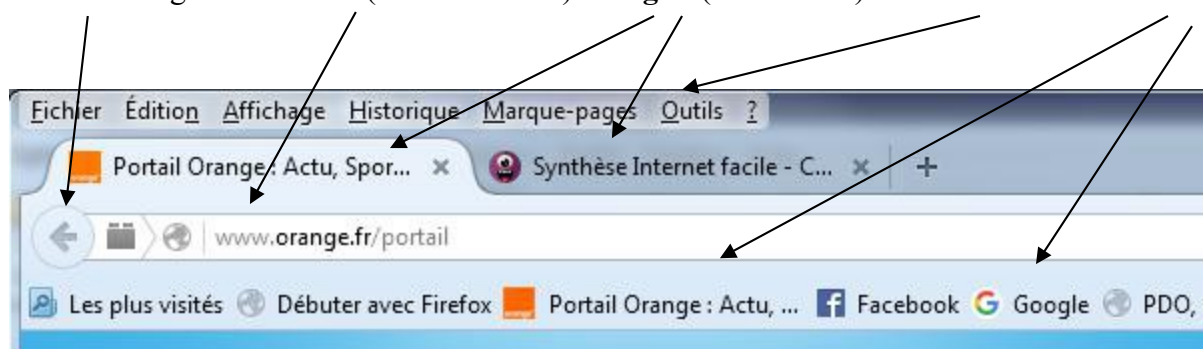 Fichier Édition Affichage Historique Marque-pages Outils ?
Portail Orange : Actu, Spor... × Synthèse Internet facile - C... × +
www.orange.fr/portail
Les plus visités Débuter avec Firefox Portail Orange : Actu, ... Facebook Google PDO,